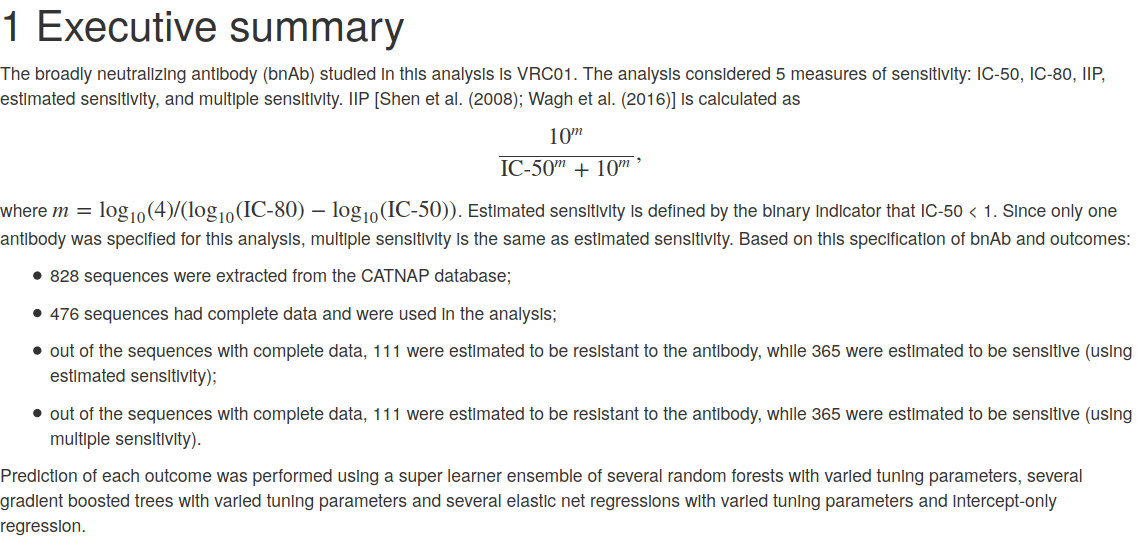 1 Executive summary
The broadly neutralizing antibody (bnAb) studied in this analysis is VRC01. The analysis considered 5 measures of sensitivity: IC-50, IC-80, IIP,
estimated sensitivity, and multiple sensitivity. IIP [Shen et al. (2008); Wagh et al. (2016)] is calculated as
10^m
IC-50^m + 10^m ,
where m = log₁₀(4)/(log₁₀(IC-80) − log₁₀(IC-50)). Estimated sensitivity is defined by the binary indicator that IC-50 < 1. Since only one
antibody was specified for this analysis, multiple sensitivity is the same as estimated sensitivity. Based on this specification of bnAb and outcomes:
• 828 sequences were extracted from the CATNAP database;
• 476 sequences had complete data and were used in the analysis;
• out of the sequences with complete data, 111 were estimated to be resistant to the antibody, while 365 were estimated to be sensitive (using
estimated sensitivity);
• out of the sequences with complete data, 111 were estimated to be resistant to the antibody, while 365 were estimated to be sensitive (using
multiple sensitivity).
Prediction of each outcome was performed using a super learner ensemble of several random forests with varied tuning parameters, several
gradient boosted trees with varied tuning parameters and several elastic net regressions with varied tuning parameters and intercept-only
regression.